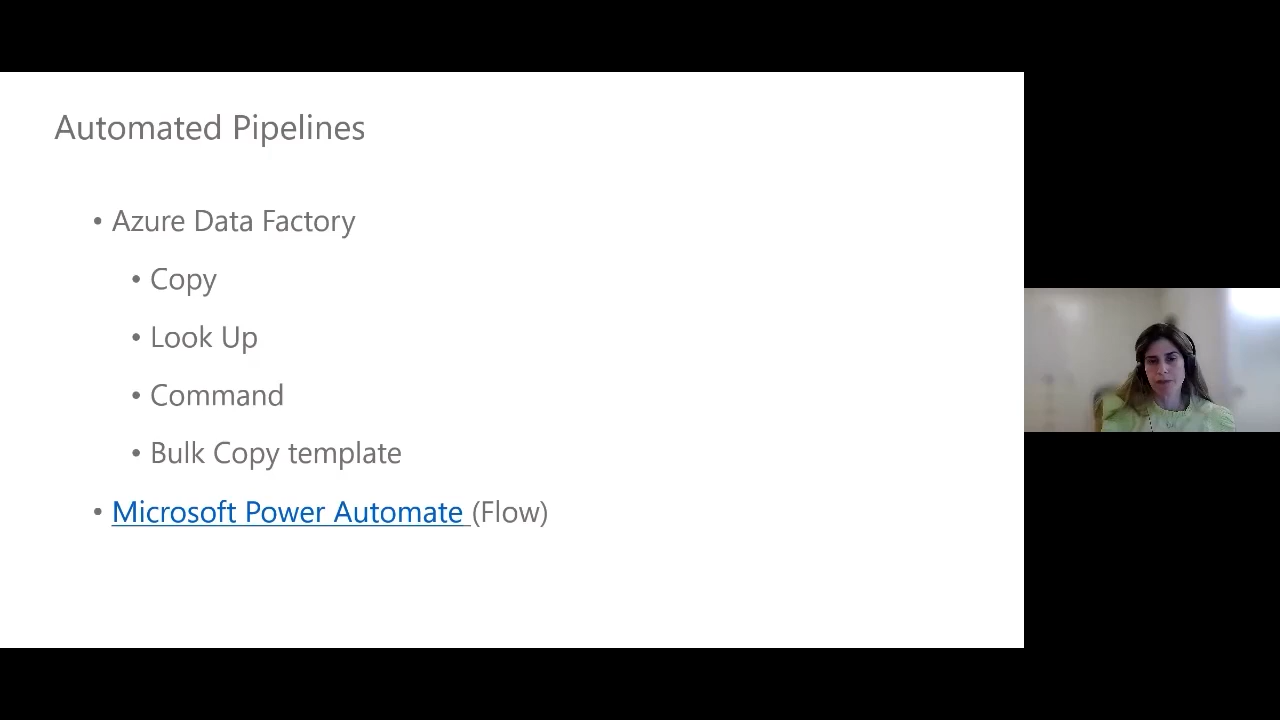 Automated Pipelines
• Azure Data Factory
• Copy
• Look Up
• Command
• Bulk Copy template
• Microsoft Power Automate (Flow)